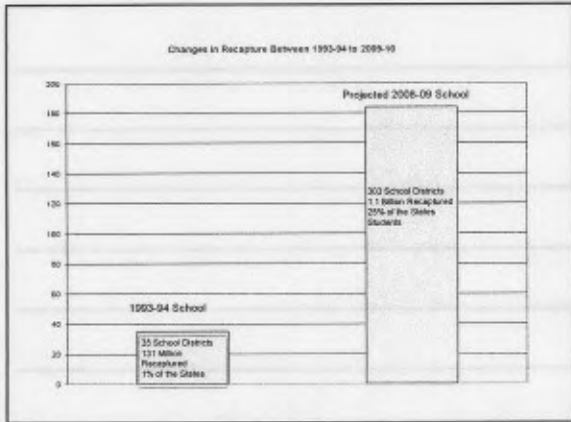 Changes in Recapture Between 1993-94 to 2009-10
Projected 2008-09 School
200
180
160
140
120
100
80
60
40
20
0
303 School Districts
1.1 Billion Recaptured
25% of the States
Students
1993-94 School
35 School Districts
131 Million
Recaptured
1% of the States